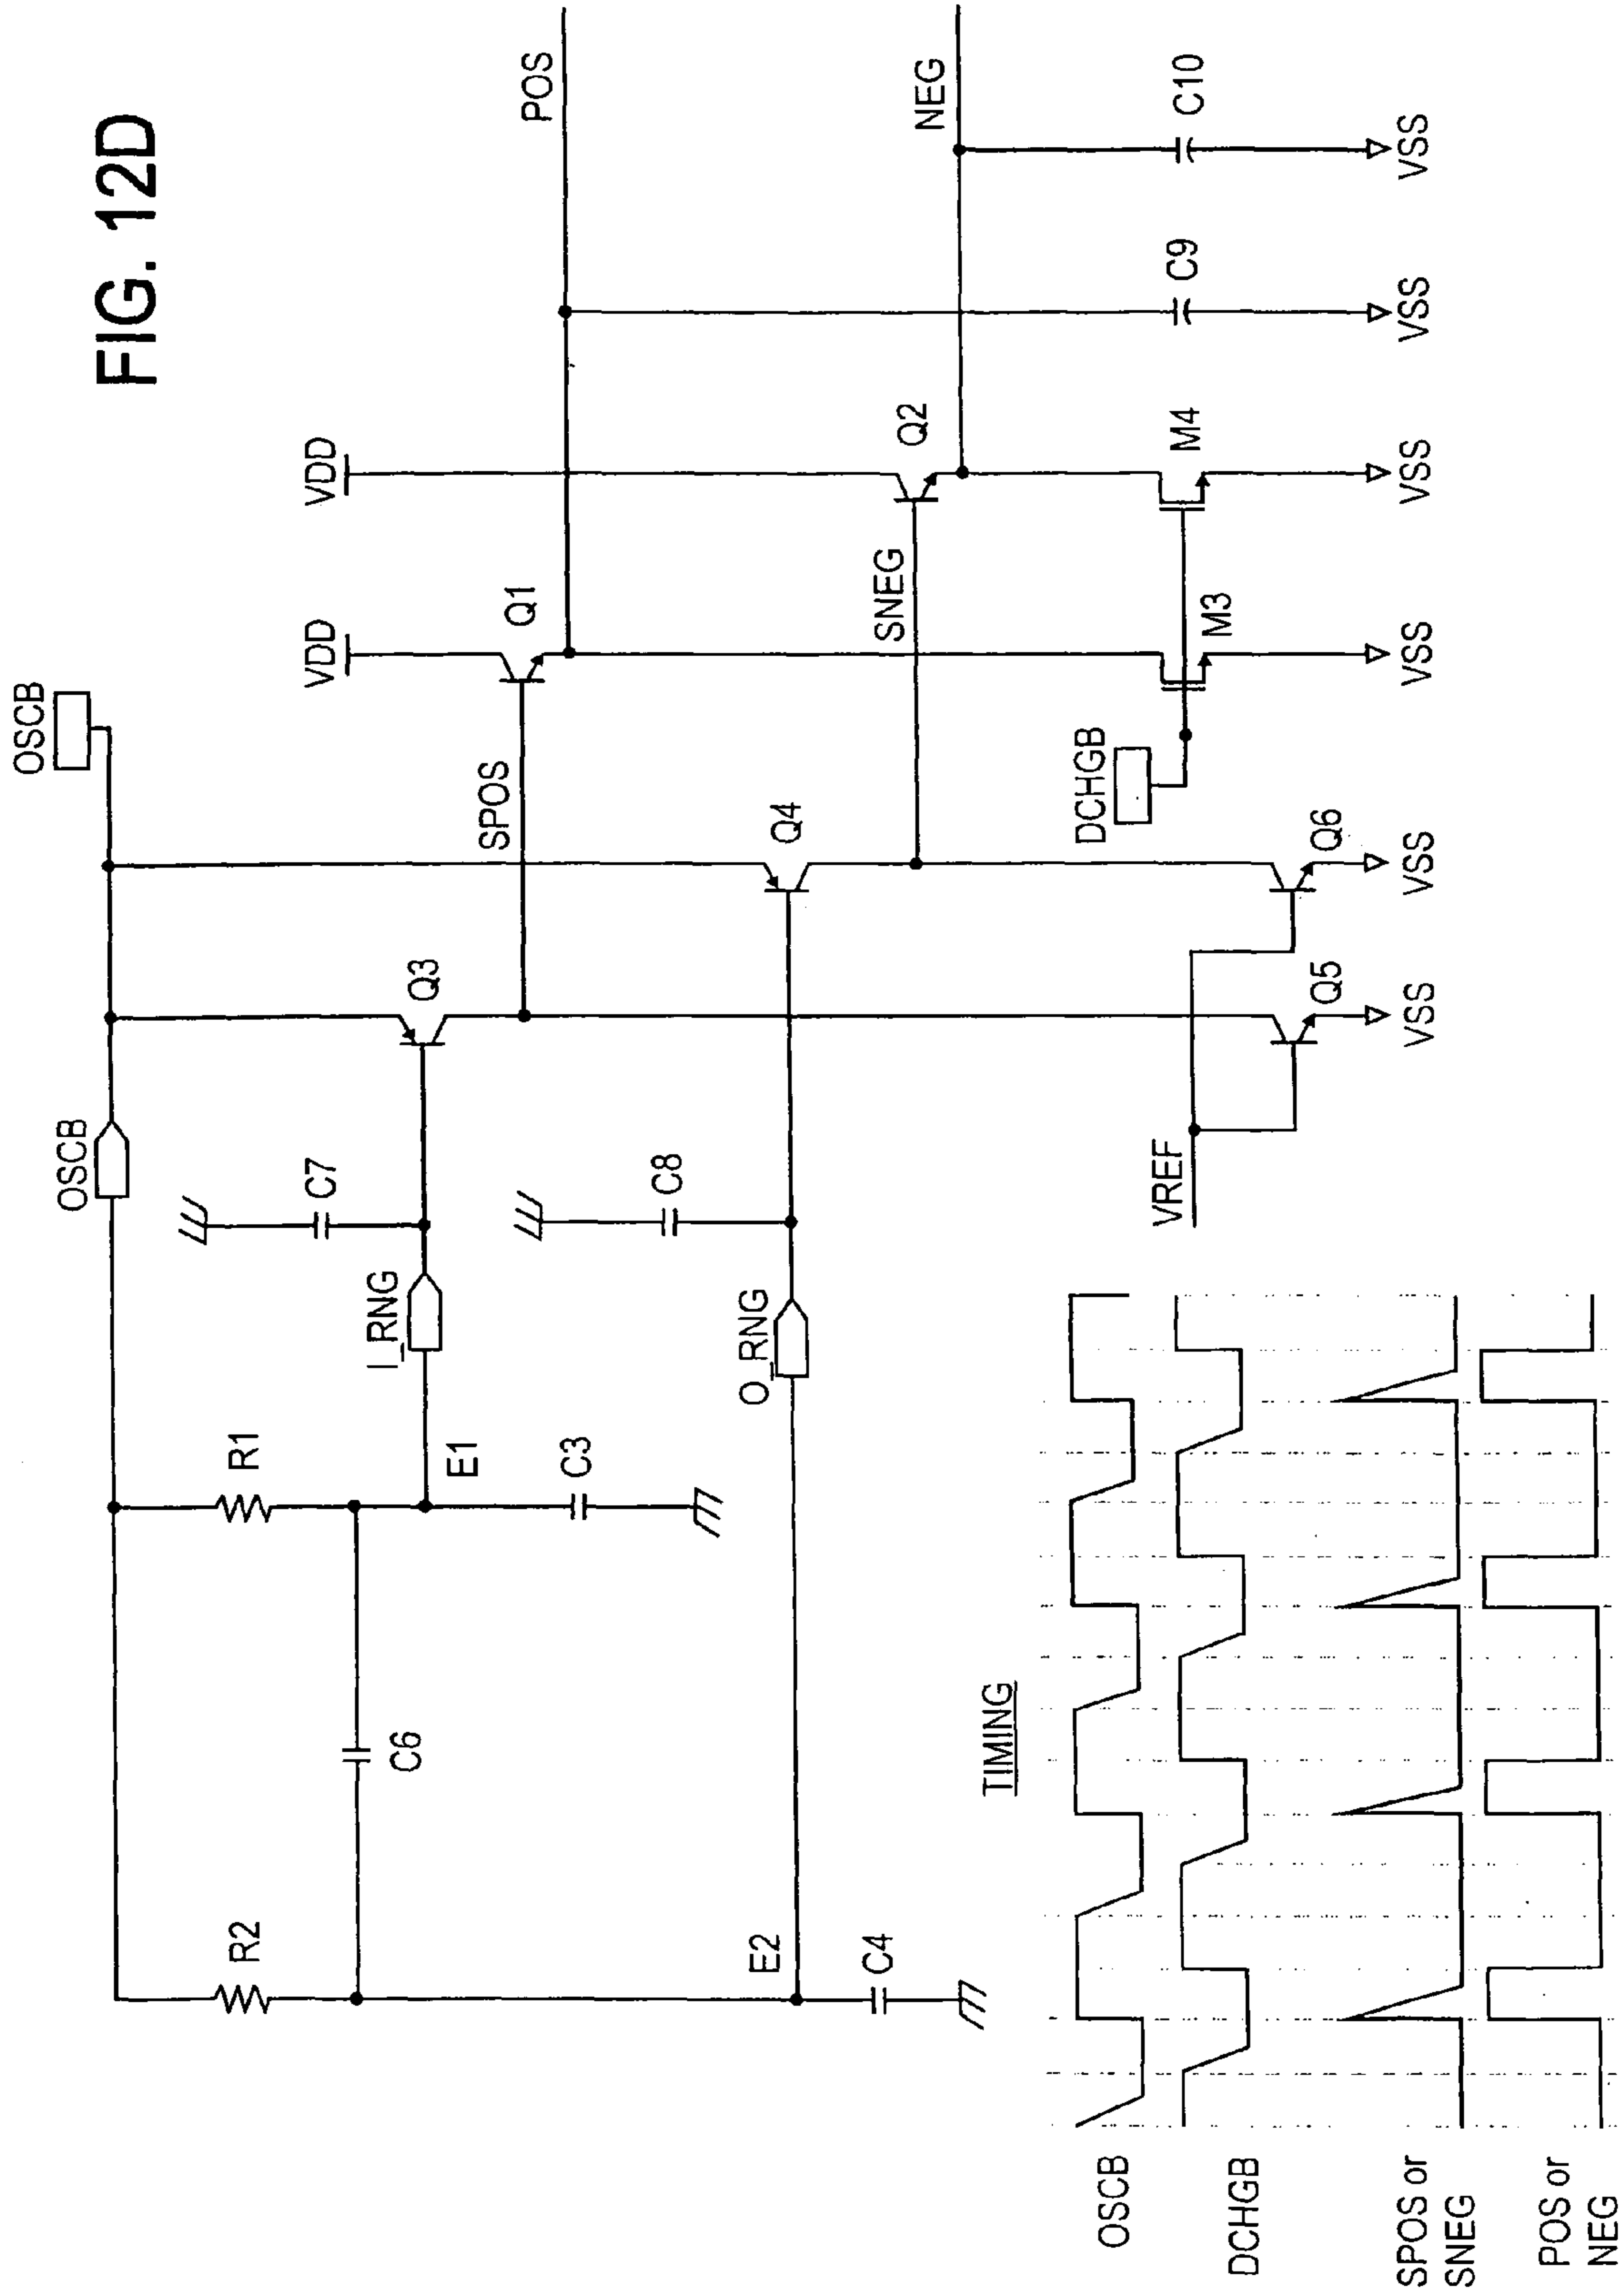 FIG. 12D
OSCB
OSCB
VDD
VDD
POS
R2
R1
C7
Q3
SPOS
Q1
C6
I_RNG
E1
C3
C8
Q4
SNEG
Q2
NEG
E2
O_RNG
C4
DCHGB
M3
M4
C9
C10
VREF
Q5
Q6
VSS
VSS
VSS
VSS
VSS
VSS
TIMING
OSCB
DCHGB
SPOS or
SNEG
POS or
NEG